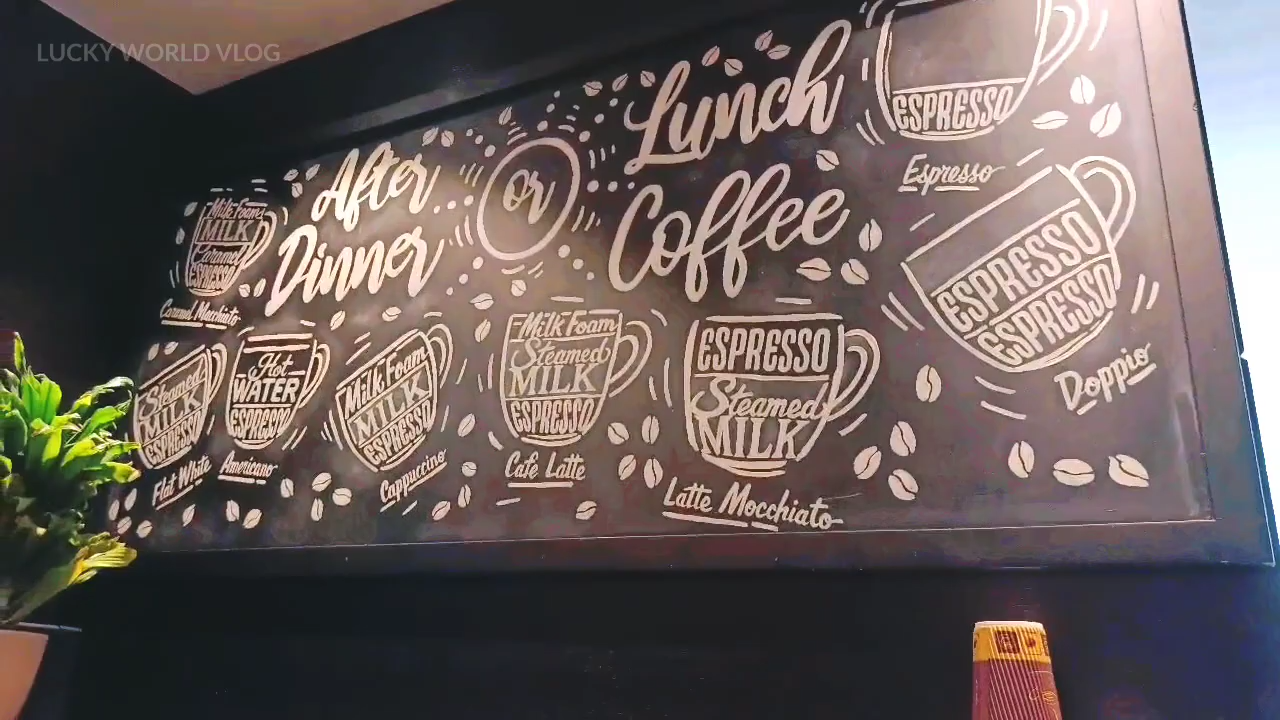 LUCKY WORLD VLOG
After
Dinner
or
Lunch
Coffee
ESPRESSO
Espresso
Milk Foam
MILK
Caramel
ESPRESSO
Caramel Macchiato
ESPRESSO
ESPRESSO
Doppio
Steamed
MILK
ESPRESSO
Flat White
Hot
WATER
ESPRESSO
Americano
Milk Foam
MILK
ESPRESSO
Cappuccino
Milk Foam
Steamed
MILK
ESPRESSO
Cafe Latte
ESPRESSO
Steamed
MILK
Latte Mocchiato